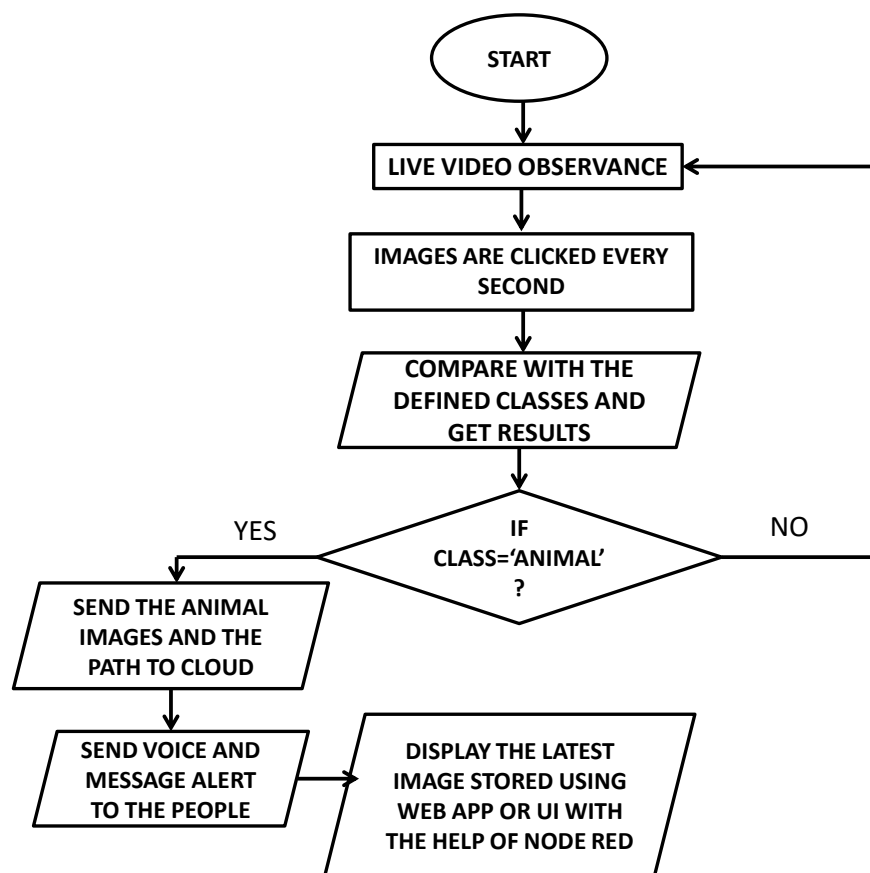 START
LIVE VIDEO OBSERVANCE
IMAGES ARE CLICKED EVERY
SECOND
COMPARE WITH THE
DEFINED CLASSES AND
GET RESULTS
YES
IF
CLASS=‘ANIMAL’
?
NO
SEND THE ANIMAL
IMAGES AND THE
PATH TO CLOUD
SEND VOICE AND
MESSAGE ALERT
TO THE PEOPLE
DISPLAY THE LATEST
IMAGE STORED USING
WEB APP OR UI WITH
THE HELP OF NODE RED